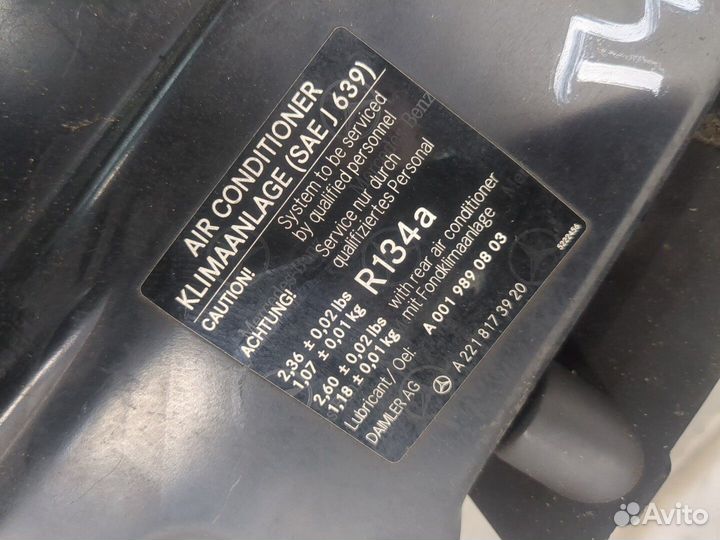 AIR CONDITIONER
KLIMAANLAGE (SAE J 639)
CAUTION! System to be serviced
by qualified personnel
ACHTUNG! Service nur durch
qualifiziertes Personal
R134a
2,36 ± 0,02 lbs
1,07 ± 0,01 kg
2,60 ± 0,02 lbs with rear air conditioner
1,18 ± 0,01 kg mit Fondklimaanlage
Lubricant / Oel: A 001 989 08 03
DAIMLER AG A 221 817 39 20
5222456
Avito